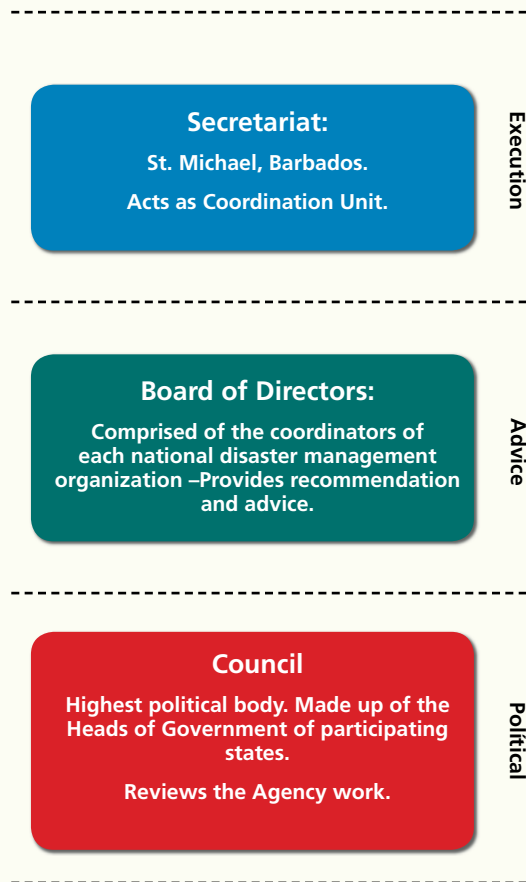 Secretariat:
St. Michael, Barbados.
Acts as Coordination Unit.
Execution
Board of Directors:
Comprised of the coordinators of
each national disaster management
organization –Provides recommendation
and advice.
Advice
Council
Highest political body. Made up of the
Heads of Government of participating
states.
Reviews the Agency work.
Political